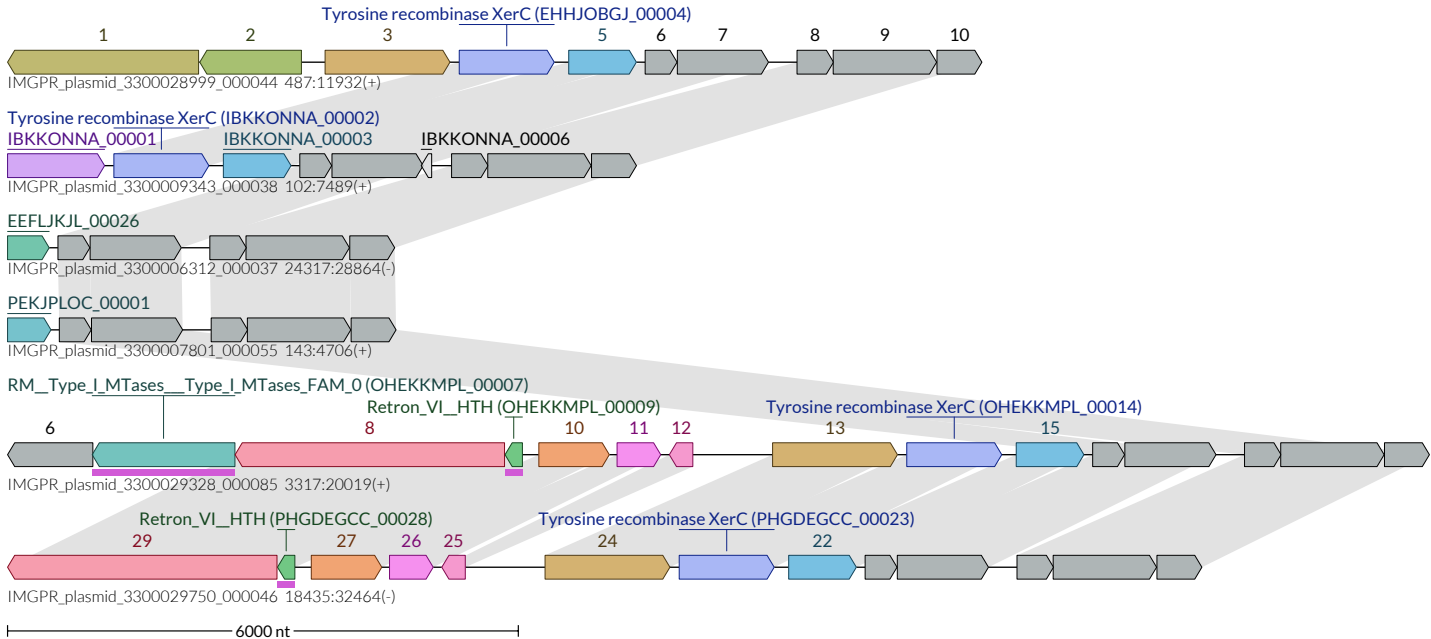 Tyrosine recombinase XerC (EHHJOBGJ_00004)
1 2 3 5 6 7 8 9 10
IMGPR_plasmid_3300028999_000044 487:11932(+)
Tyrosine recombinase XerC (IBKKONNA_00002)
IBKKONNA_00001 IBKKONNA_00003 IBKKONNA_00006
IMGPR_plasmid_3300009343_000038 102:7489(+)
EEFLJKJL_00026
IMGPR_plasmid_3300006312_000037 24317:28864(-)
PEKJPLOC_00001
IMGPR_plasmid_3300007801_000055 143:4706(+)
RM__Type_I_MTases___Type_I_MTases_FAM_0 (OHEKKMPL_00007)
Retron_VI__HTH (OHEKKMPL_00009) Tyrosine recombinase XerC (OHEKKMPL_00014)
6 8 10 11 12 13 15
IMGPR_plasmid_3300029328_000085 3317:20019(+)
Retron_VI__HTH (PHGDEGCC_00028) Tyrosine recombinase XerC (PHGDEGCC_00023)
29 27 26 25 24 22
IMGPR_plasmid_3300029750_000046 18435:32464(-)
6000 nt